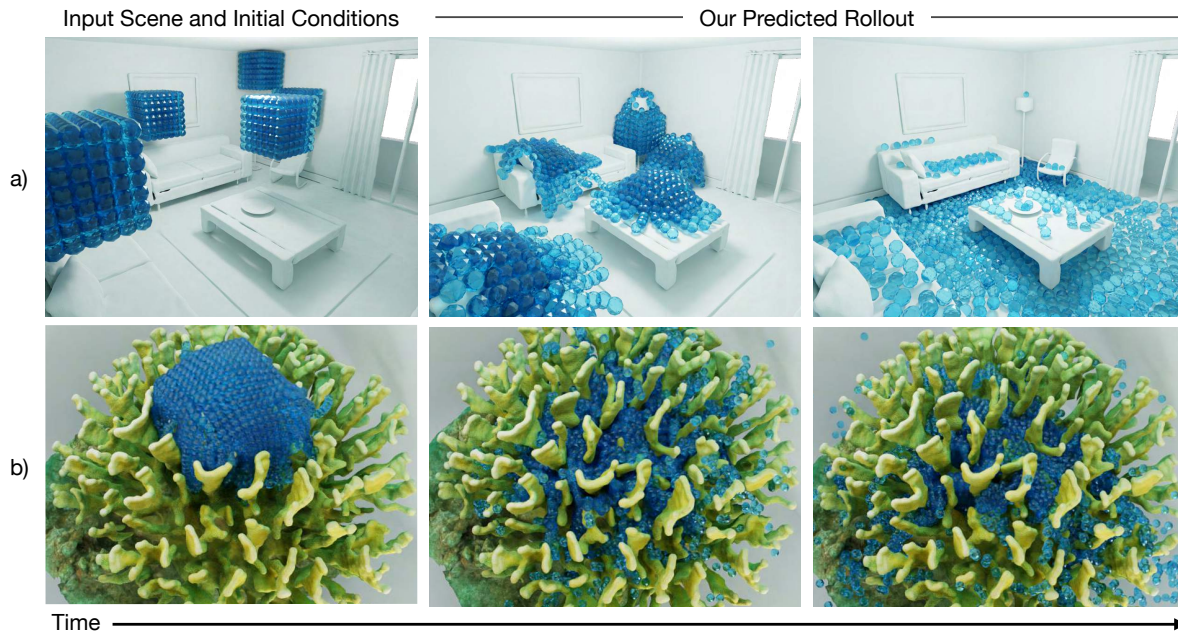 Input Scene and Initial Conditions
Our Predicted Rollout
a)
b)
Time